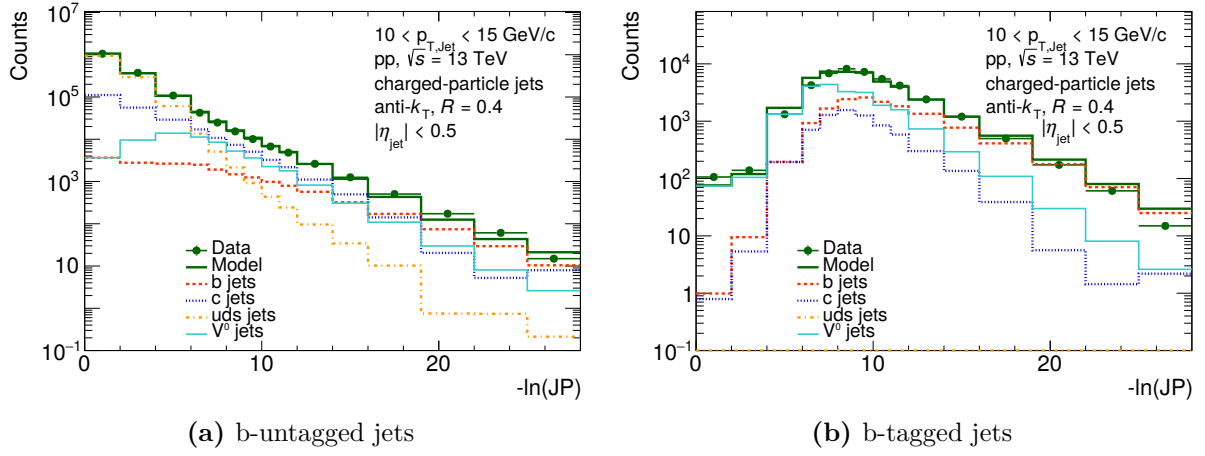 Counts
10⁷
10⁶
10⁵
10³
10
10⁻¹
0
10
20
-ln(JP)
10 < p_T,Jet < 15 GeV/c
pp, √s = 13 TeV
charged-particle jets
anti-k_T, R = 0.4
|η_jet| < 0.5
Data
Model
b jets
c jets
uds jets
V⁰ jets
(a) b-untagged jets
Counts
10⁴
10³
10²
10
1
10⁻¹
0
10
20
-ln(JP)
10 < p_T,Jet < 15 GeV/c
pp, √s = 13 TeV
charged-particle jets
anti-k_T, R = 0.4
|η_jet| < 0.5
Data
Model
b jets
c jets
uds jets
V⁰ jets
(b) b-tagged jets